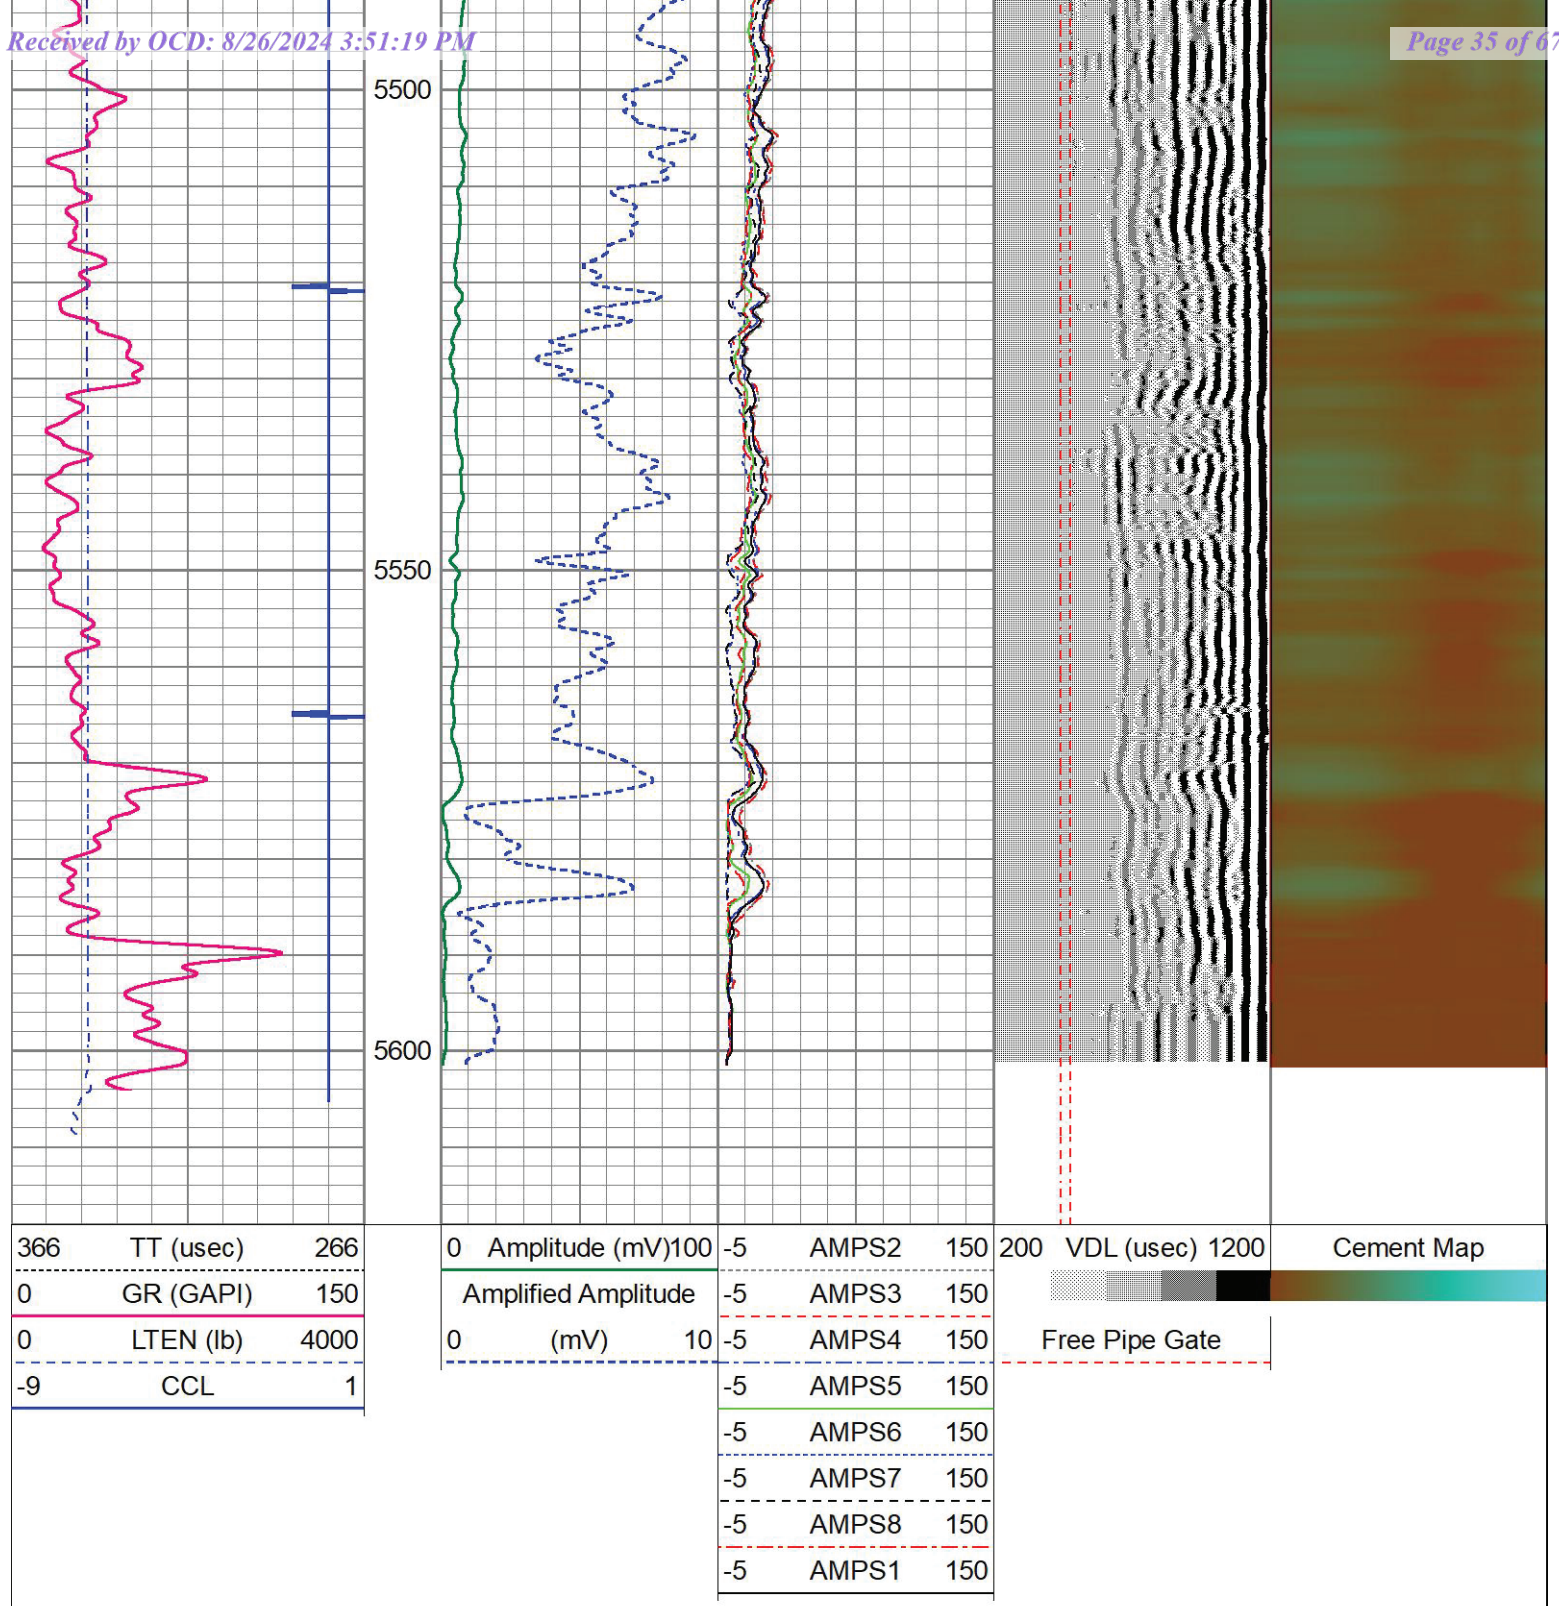 Received by OCD: 8/26/2024 3:51:19 PM
Page 35 of 67
5500
5550
5600
366 TT (usec) 266
0 GR (GAPI) 150
0 LTEN (lb) 4000
-9 CCL 1
0 Amplitude (mV)100
Amplified Amplitude
0 (mV) 10
-5 AMPS2 150
-5 AMPS3 150
-5 AMPS4 150
-5 AMPS5 150
-5 AMPS6 150
-5 AMPS7 150
-5 AMPS8 150
-5 AMPS1 150
200 VDL (usec) 1200
Free Pipe Gate
Cement Map